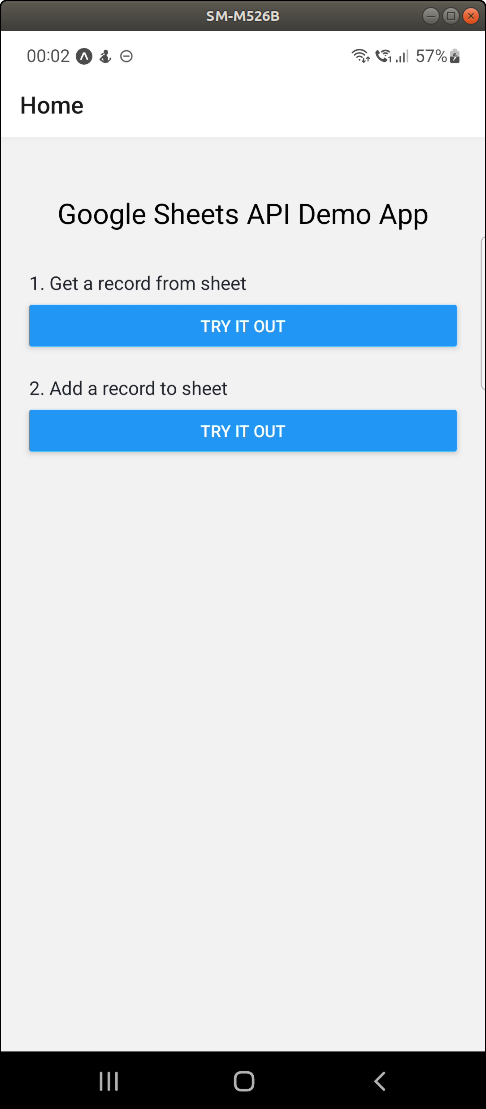 SM-M526B
00:02 57%
Home
Google Sheets API Demo App
1. Get a record from sheet
TRY IT OUT
2. Add a record to sheet
TRY IT OUT